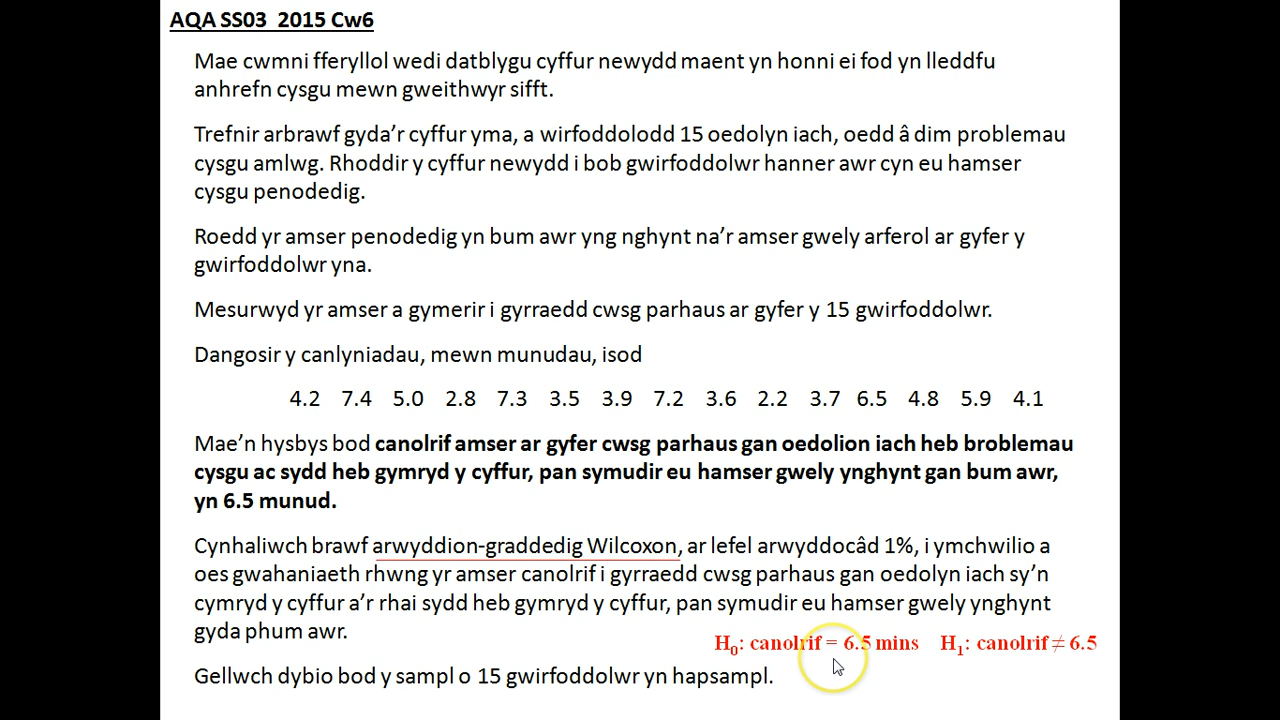 AQA SS03 2015 Cw6
Mae cwmni fferyllol wedi datblygu cyffur newydd maent yn honni ei fod yn lleddfu
anhrefn cysgu mewn gweithwyr sifft.
Trefnir arbrawf gyda’r cyffur yma, a wirfoddolodd 15 oedolyn iach, oedd â dim problemau
cysgu amlwg. Rhoddir y cyffur newydd i bob gwirfoddolwr hanner awr cyn eu hamser
cysgu penodedig.
Roedd yr amser penodedig yn bum awr yng nghynt na’r amser gwely arferol ar gyfer y
gwirfoddolwr yna.
Mesurwyd yr amser a gymerir i gyrraedd cwsg parhaus ar gyfer y 15 gwirfoddolwr.
Dangosir y canlyniadau, mewn munudau, isod
4.2 7.4 5.0 2.8 7.3 3.5 3.9 7.2 3.6 2.2 3.7 6.5 4.8 5.9 4.1
Mae’n hysbys bod canolrif amser ar gyfer cwsg parhaus gan oedolion iach heb broblemau
cysgu ac sydd heb gymryd y cyffur, pan symudir eu hamser gwely ynghynt gan bum awr,
yn 6.5 munud.
Cynhaliwch brawf arwyddion-graddedig Wilcoxon, ar lefel arwyddocâd 1%, i ymchwilio a
oes gwahaniaeth rhwng yr amser canolrif i gyrraedd cwsg parhaus gan oedolyn iach sy’n
cymryd y cyffur a’r rhai sydd heb gymryd y cyffur, pan symudir eu hamser gwely ynghynt
gyda phum awr.
H₀: canolrif = 6.5 mins H₁: canolrif ≠ 6.5
Gellwch dybio bod y sampl o 15 gwirfoddolwr yn hapsampl.